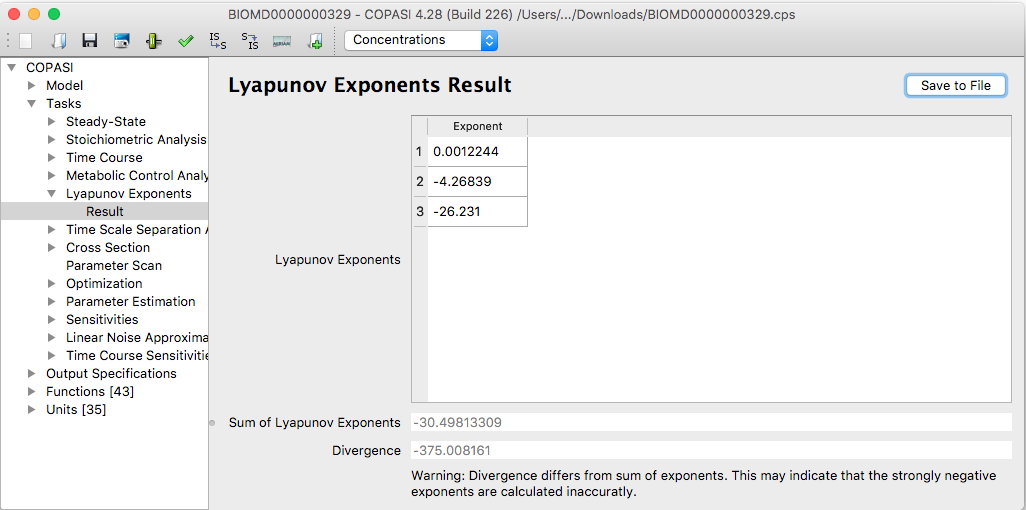 BIOMD0000000329 - COPASI 4.28 (Build 226) /Users/.../Downloads/BIOMD0000000329.cps
Concentrations
COPASI
Model
Tasks
Steady-State
Stoichiometric Analysis
Time Course
Metabolic Control Analy
Lyapunov Exponents
Result
Time Scale Separation A
Cross Section
Parameter Scan
Optimization
Parameter Estimation
Sensitivities
Linear Noise Approxima
Time Course Sensitivitie
Output Specifications
Functions [43]
Units [35]
Lyapunov Exponents Result
Save to File
Exponent
1 0.0012244
2 -4.26839
3 -26.231
Lyapunov Exponents
Sum of Lyapunov Exponents -30.49813309
Divergence -375.008161
Warning: Divergence differs from sum of exponents. This may indicate that the strongly negative
exponents are calculated inaccuratly.